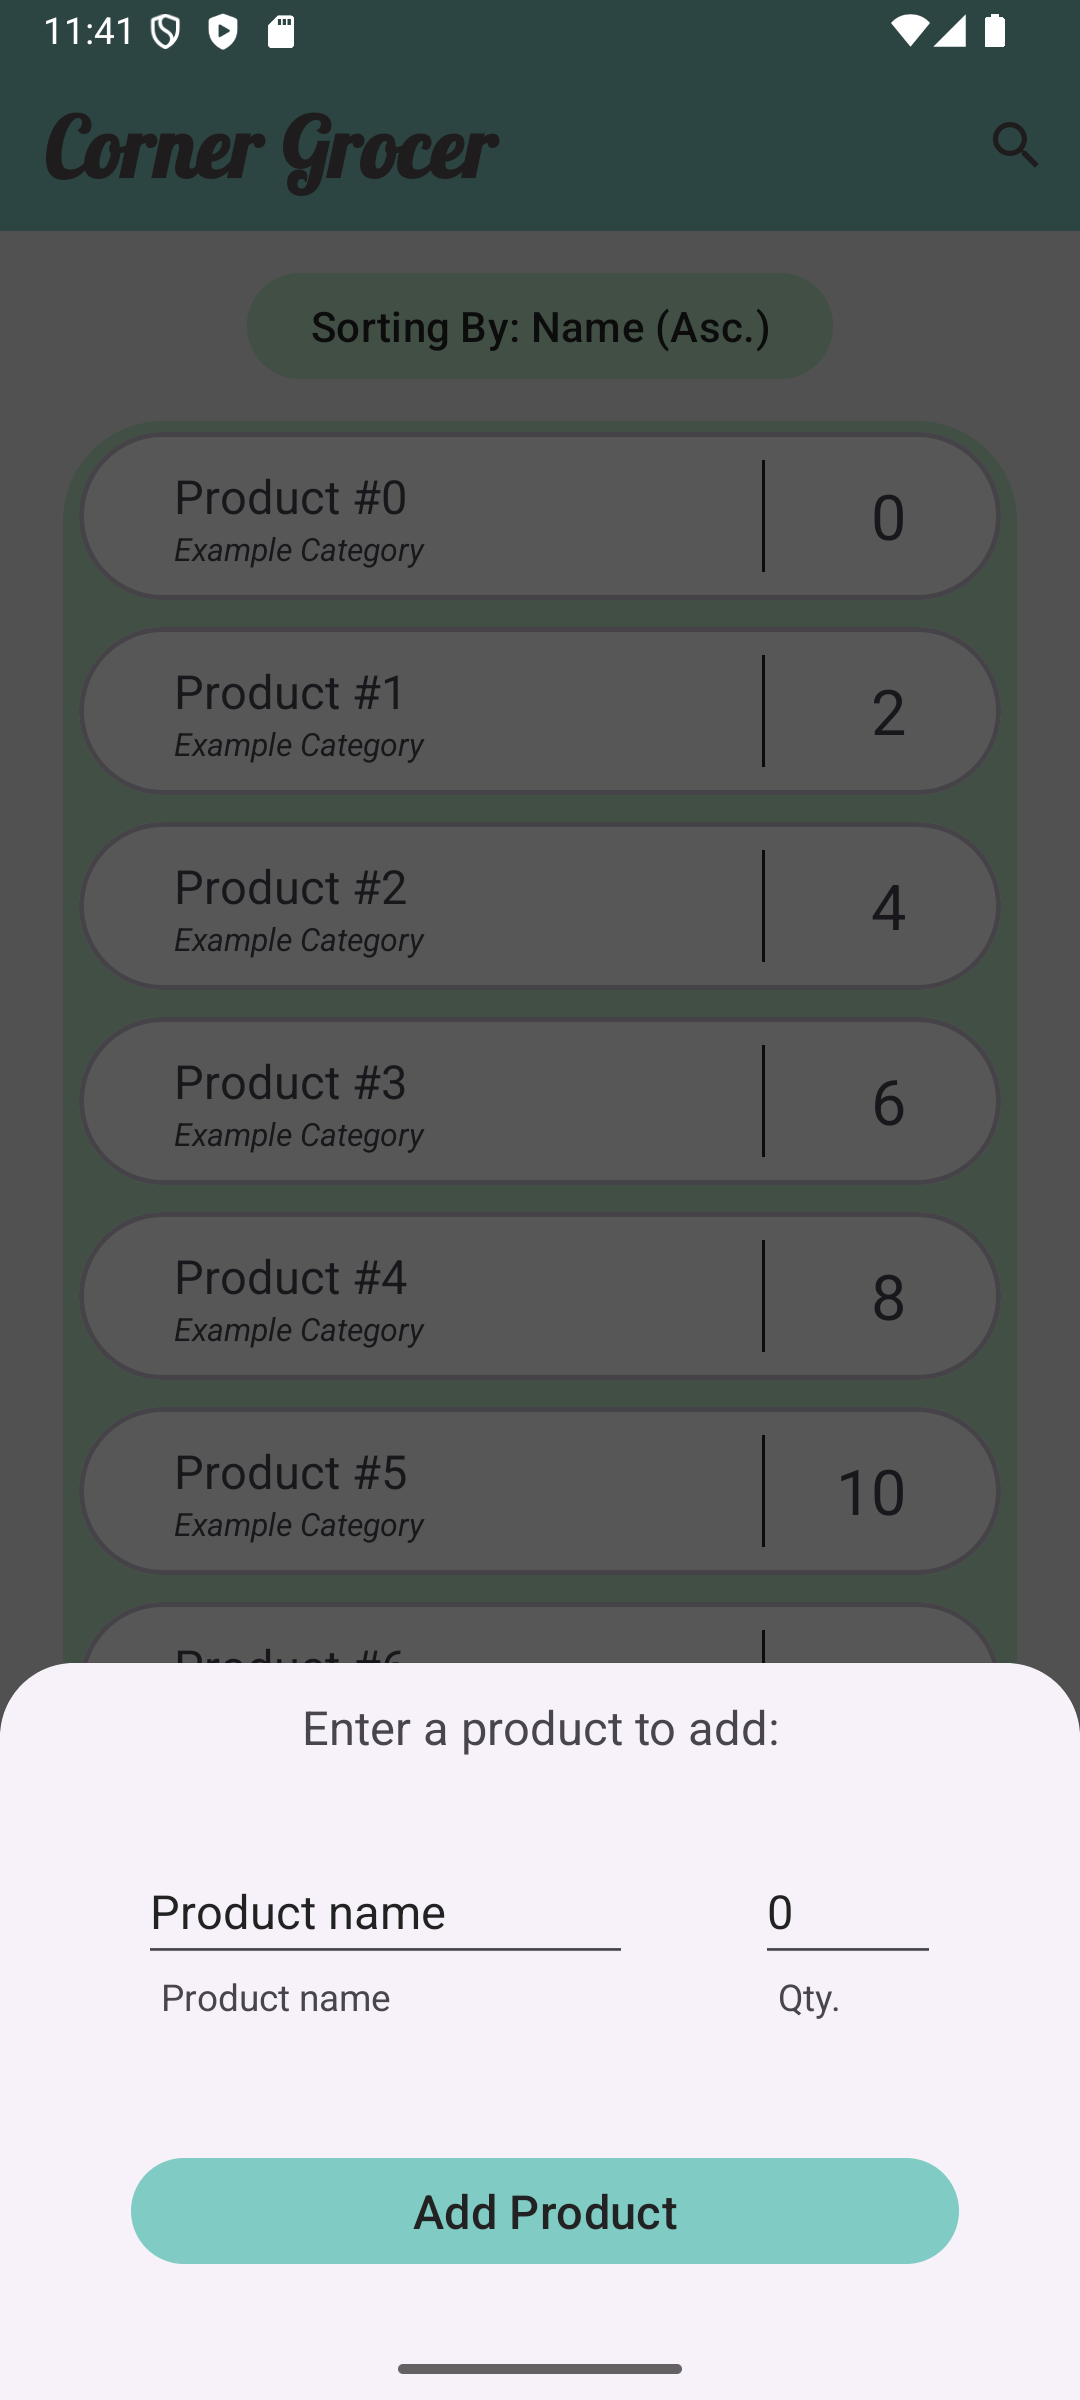 11:41
Corner Grocer
Sorting By: Name (Asc.)
Product #0
Example Category
0
Product #1
Example Category
2
Product #2
Example Category
4
Product #3
Example Category
6
Product #4
Example Category
8
Product #5
Example Category
10
Product #6
Enter a product to add:
Product name
0
Product name
Qty.
Add Product